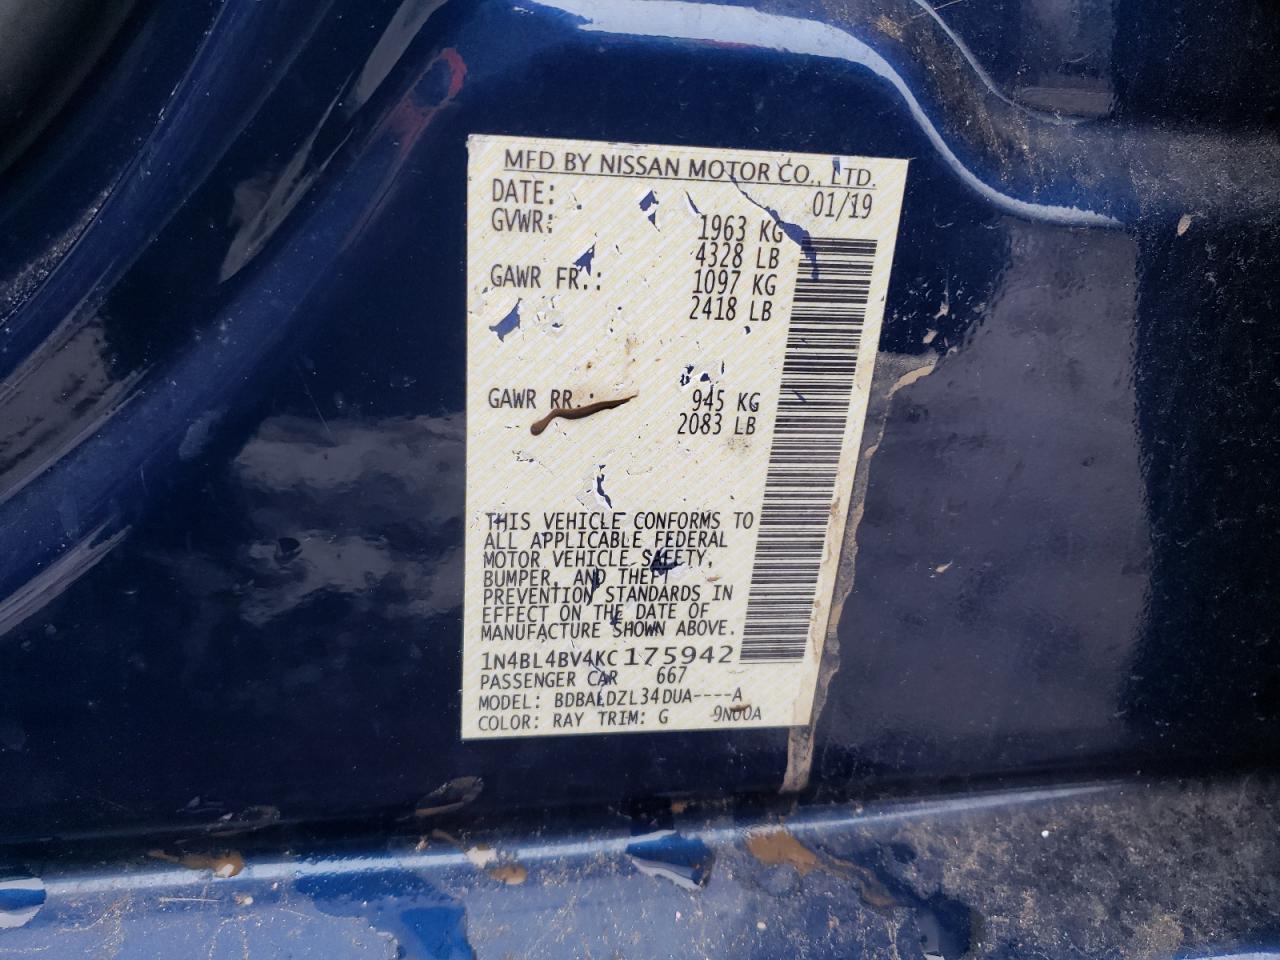 MFD BY NISSAN MOTOR CO., LTD.
DATE: 01/19
GVWR: 1963 KG
4328 LB
GAWR FR.: 1097 KG
2418 LB
GAWR RR.: 945 KG
2083 LB
THIS VEHICLE CONFORMS TO
ALL APPLICABLE FEDERAL
MOTOR VEHICLE SAFETY,
BUMPER, AND THEFT
PREVENTION STANDARDS IN
EFFECT ON THE DATE OF
MANUFACTURE SHOWN ABOVE.
1N4BL4BV4KC175942
PASSENGER CAR 667
MODEL: BDBALDZL34DUA----A
COLOR: RAY TRIM: G 9N00A